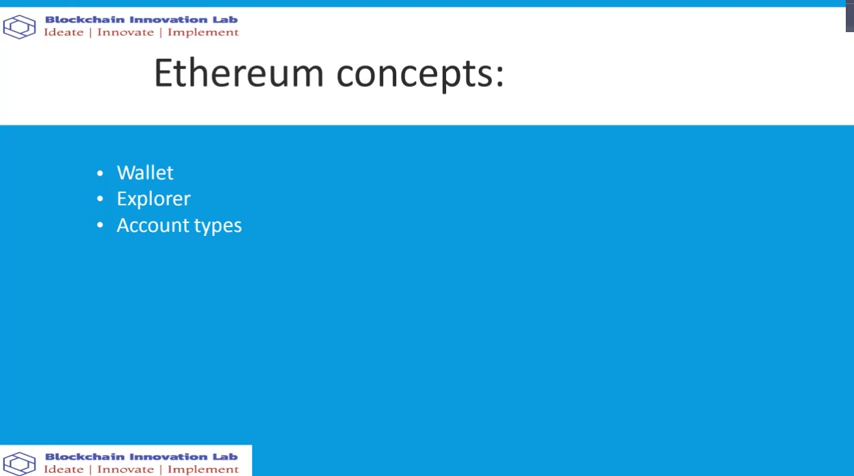 Blockchain Innovation Lab
Ideate | Innovate | Implement
Ethereum concepts:
• Wallet
• Explorer
• Account types
Blockchain Innovation Lab
Ideate | Innovate | Implement